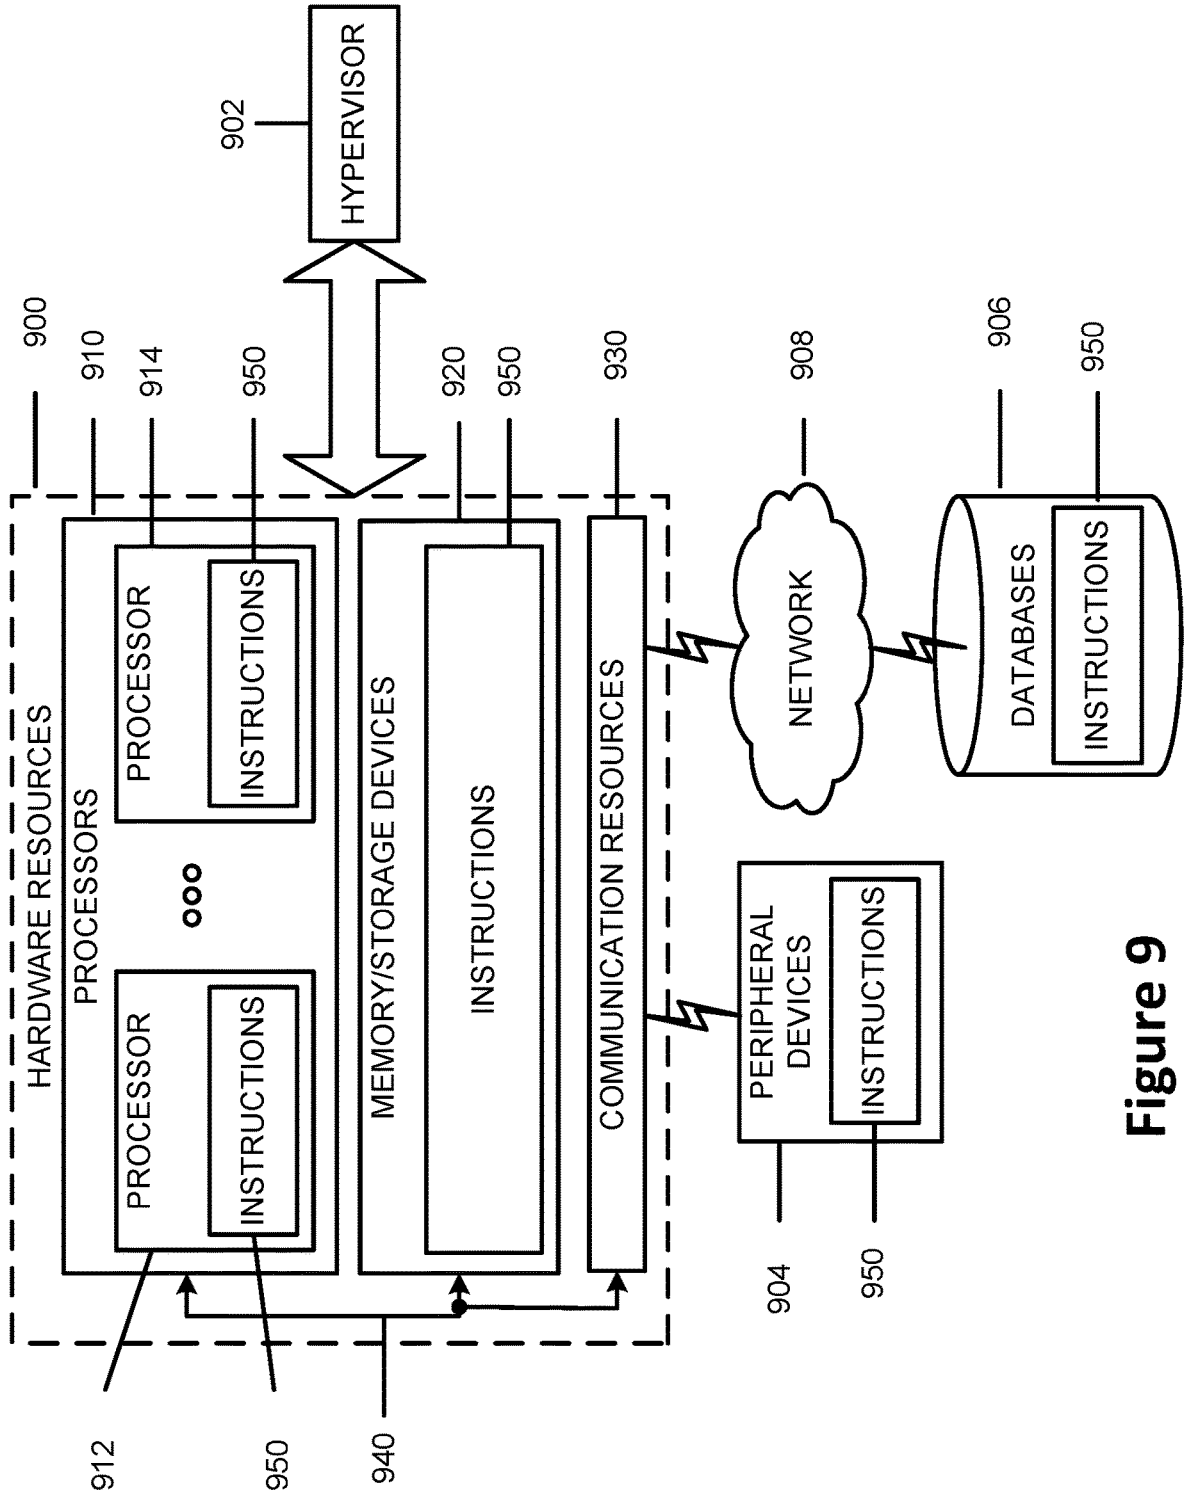 HARDWARE RESOURCES
900
PROCESSORS
910
912
PROCESSOR
INSTRUCTIONS
950
PROCESSOR
914
INSTRUCTIONS
950
902
HYPERVISOR
940
MEMORY/STORAGE DEVICES
920
INSTRUCTIONS
950
COMMUNICATION RESOURCES
930
904
PERIPHERAL
DEVICES
INSTRUCTIONS
950
NETWORK
908
DATABASES
906
INSTRUCTIONS
950
Figure 9